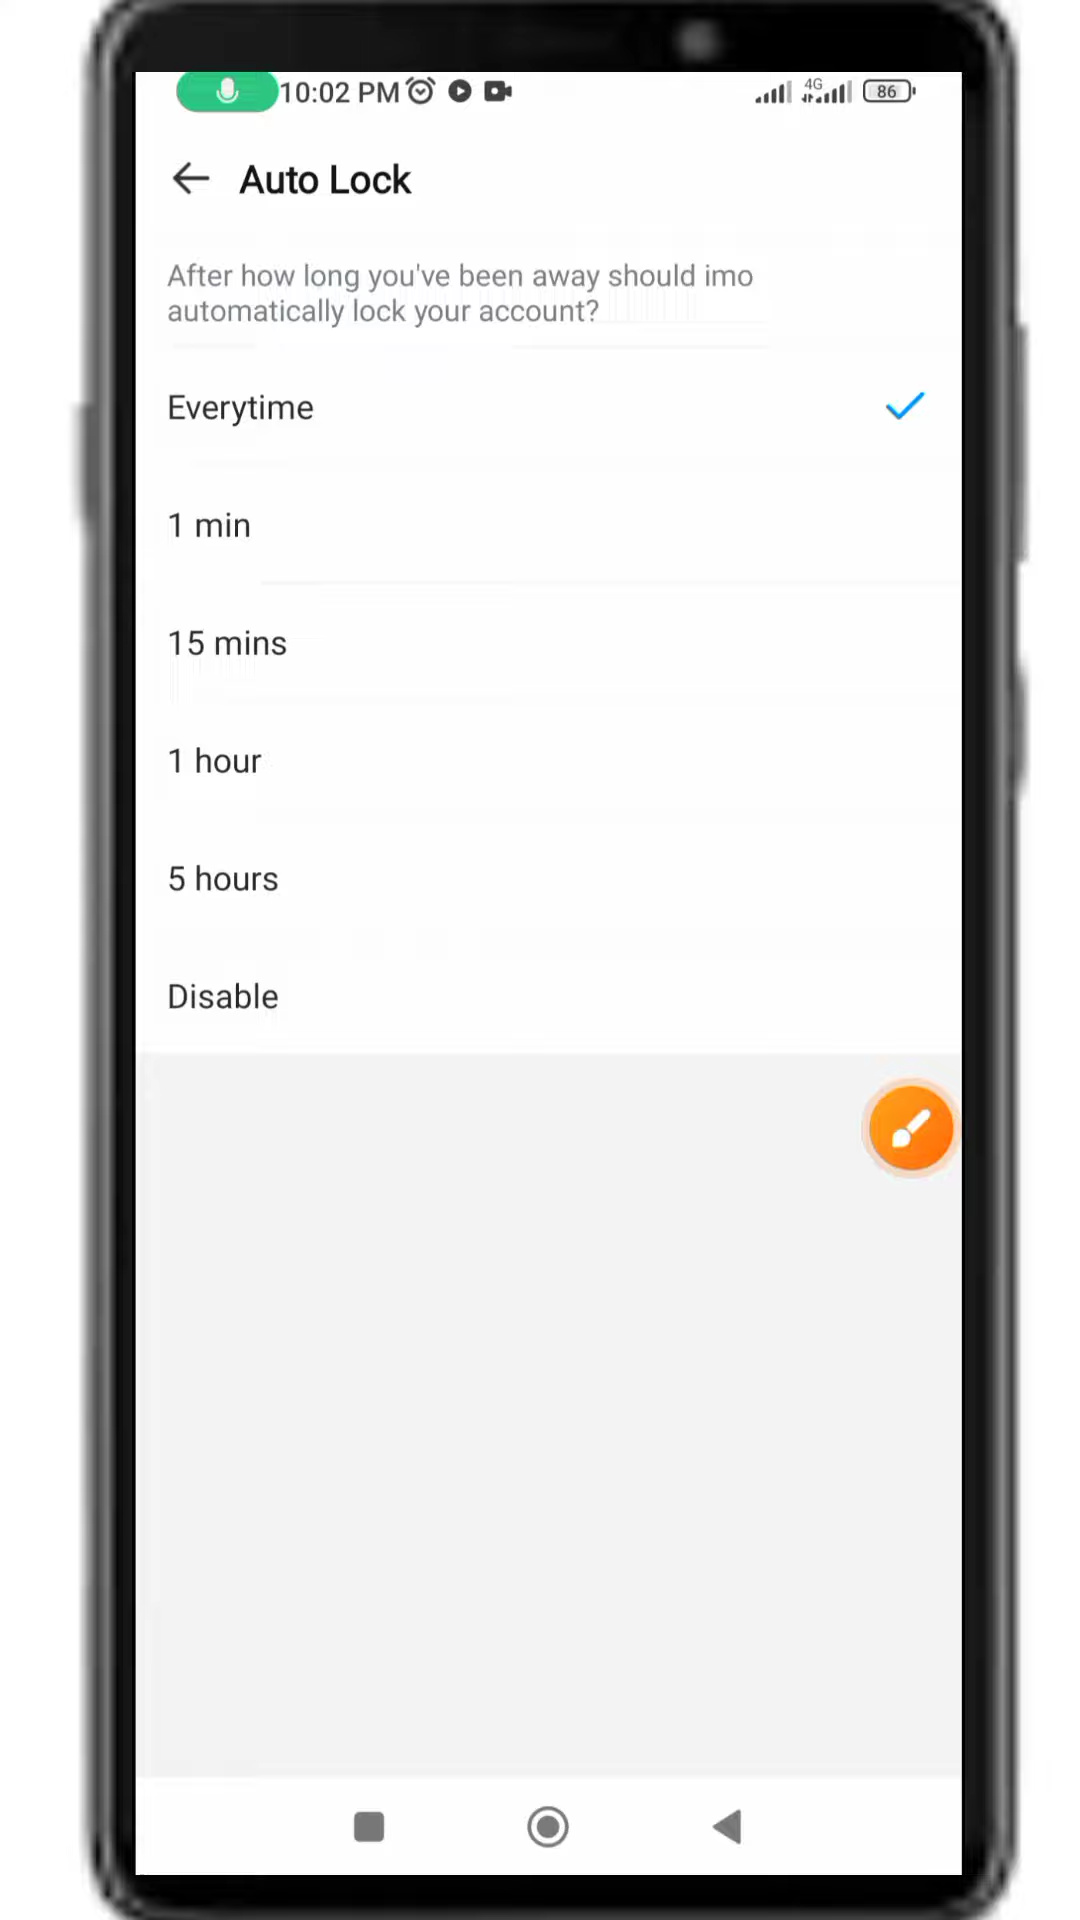 10:02 PM
4G
86
Auto Lock
After how long you've been away should imo
automatically lock your account?
Everytime
1 min
15 mins
1 hour
5 hours
Disable